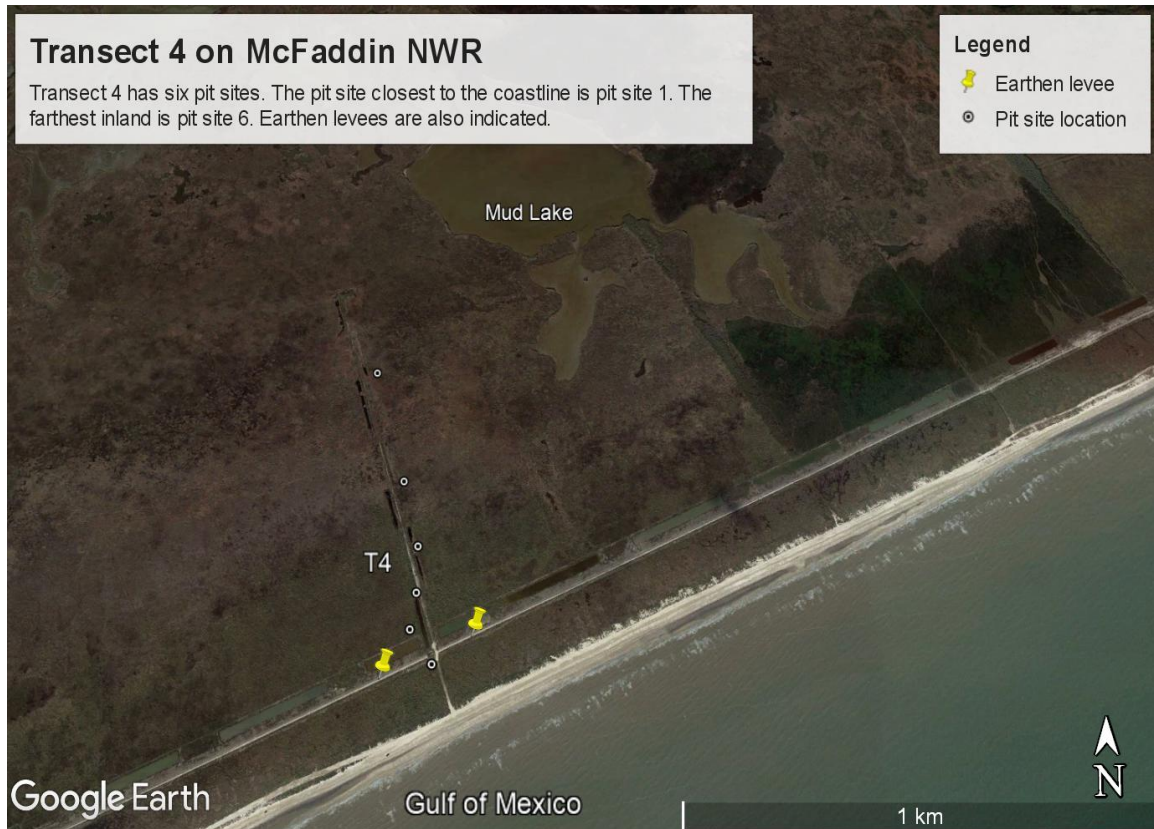 Transect 4 on McFaddin NWR
Transect 4 has six pit sites. The pit site closest to the coastline is pit site 1. The
farthest inland is pit site 6. Earthen levees are also indicated.
Legend
Earthen levee
Pit site location
Mud Lake
T4
N
Google Earth
Gulf of Mexico
1 km